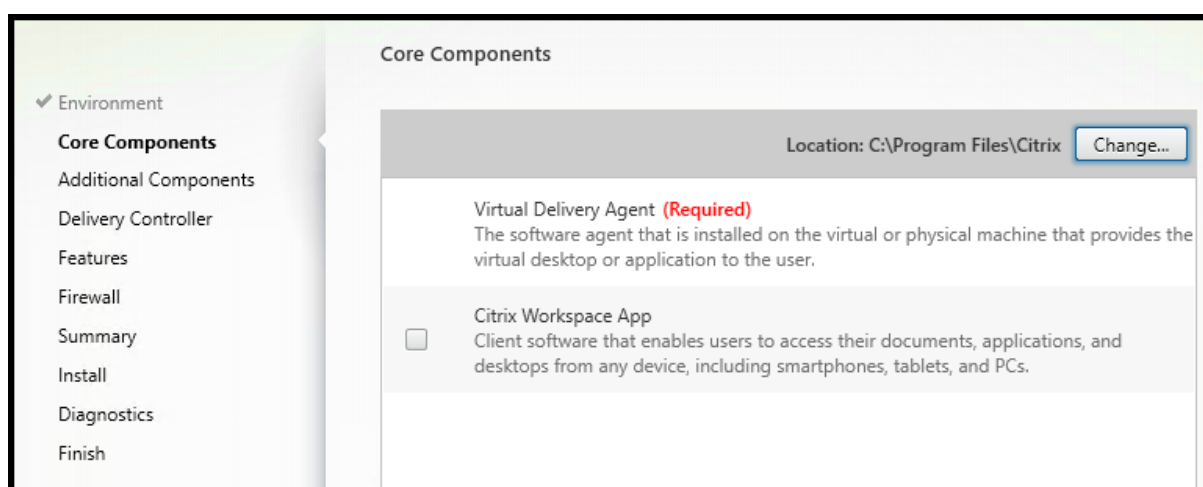 Core Components
Environment
Core Components
Additional Components
Delivery Controller
Features
Firewall
Summary
Install
Diagnostics
Finish
Location: C:\Program Files\Citrix Change...
Virtual Delivery Agent (Required)
The software agent that is installed on the virtual or physical machine that provides the
virtual desktop or application to the user.
Citrix Workspace App
Client software that enables users to access their documents, applications, and
desktops from any device, including smartphones, tablets, and PCs.